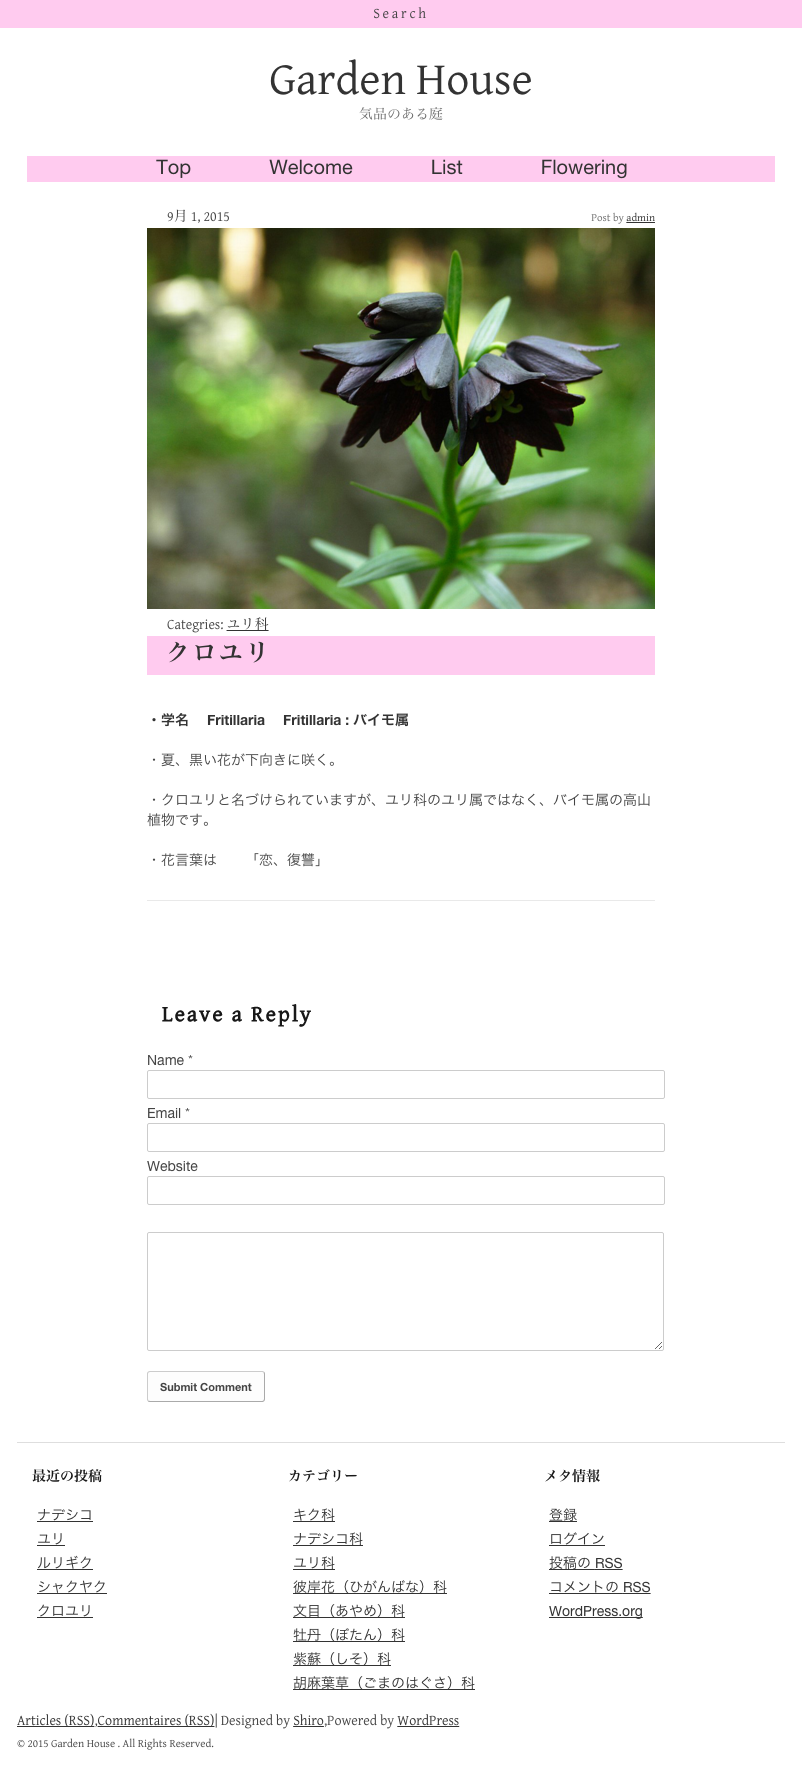 Search
Garden House
気品のある庭
Top Welcome List Flowering
9月 1, 2015 Post by admin
Categries: ユリ科
クロユリ
・学名　 Fritillaria　 Fritillaria : バイモ属
・夏、黒い花が下向きに咲く。
・クロユリと名づけられていますが、ユリ科のユリ属ではなく、バイモ属の高山
植物です。
・花言葉は　　「恋、復讐」
Leave a Reply
Name *
Email *
Website
Submit Comment
最近の投稿
ナデシコ
ユリ
ルリギク
シャクヤク
クロユリ
カテゴリー
キク科
ナデシコ科
ユリ科
彼岸花（ひがんばな）科
文目（あやめ）科
牡丹（ぼたん）科
紫蘇（しそ）科
胡麻葉草（ごまのはぐさ）科
メタ情報
登録
ログイン
投稿の RSS
コメントの RSS
WordPress.org
Articles (RSS),Commentaires (RSS)| Designed by Shiro,Powered by WordPress
© 2015 Garden House . All Rights Reserved.